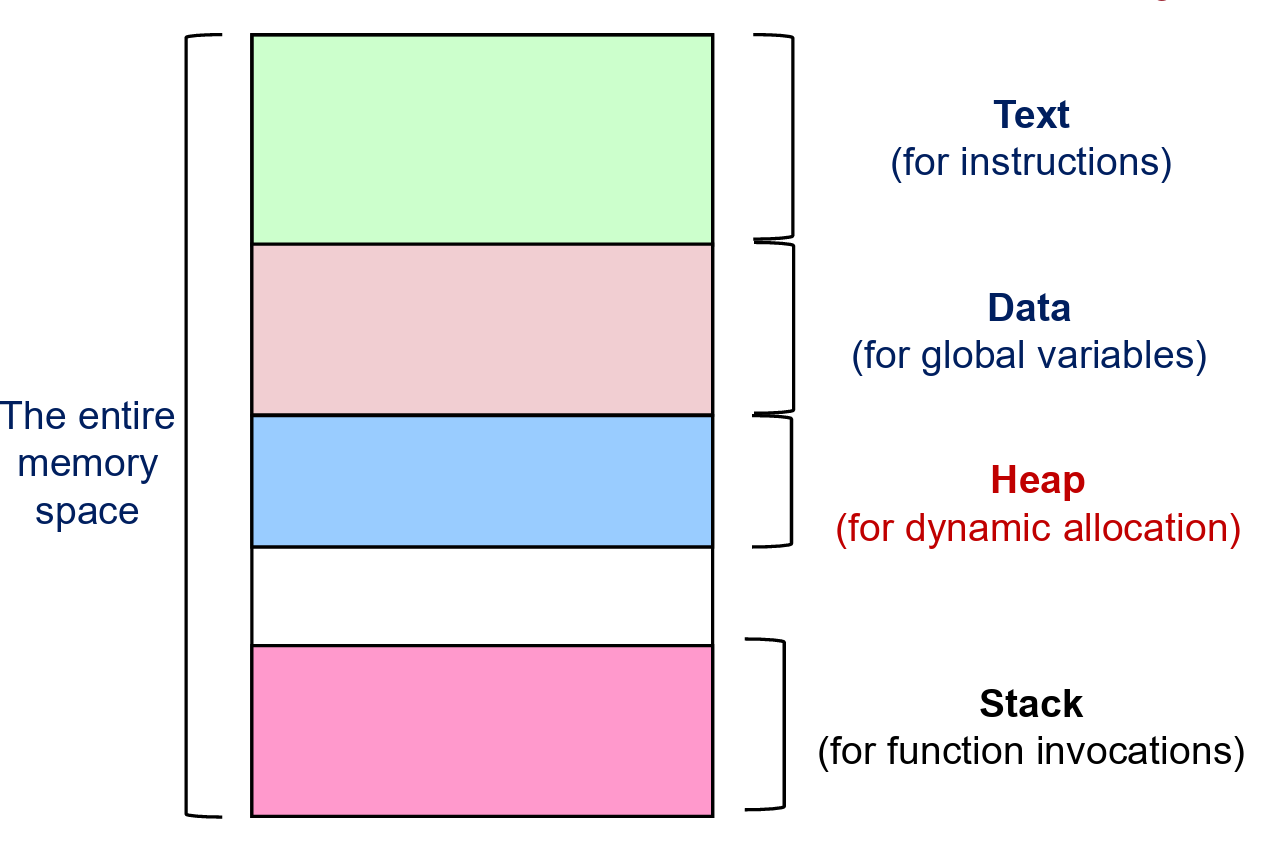 Text
(for instructions)
Data
(for global variables)
The entire
memory
space
Heap
(for dynamic allocation)
Stack
(for function invocations)